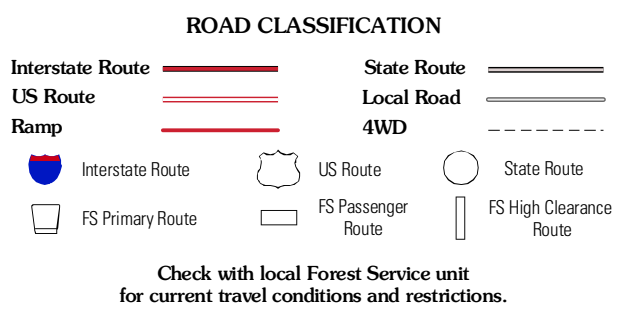 ROAD CLASSIFICATION
Interstate Route
State Route
US Route
Local Road
Ramp
4WD
Interstate Route
US Route
State Route
FS Primary Route
FS Passenger
Route
FS High Clearance
Route
Check with local Forest Service unit
for current travel conditions and restrictions.